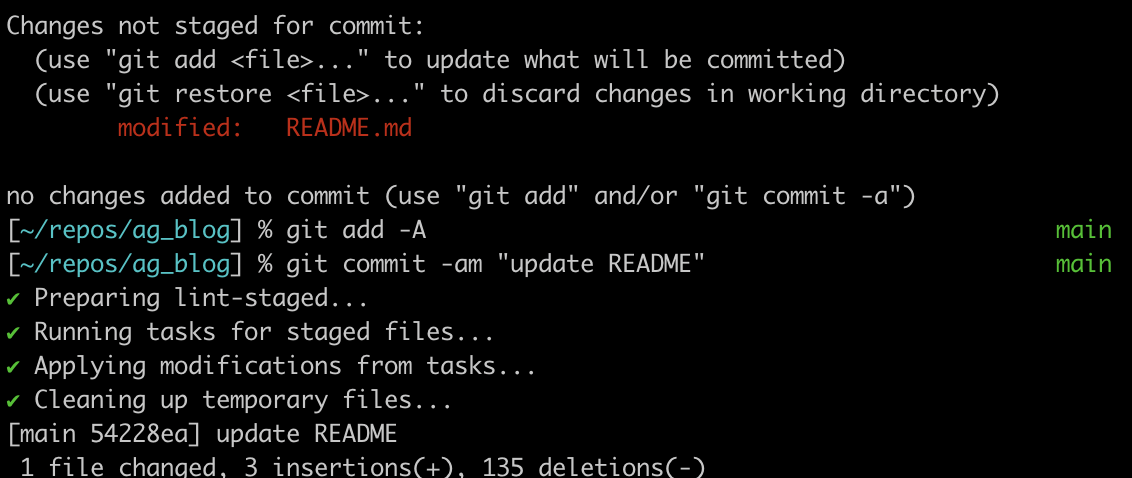 Changes not staged for commit:
  (use "git add <file>..." to update what will be committed)
  (use "git restore <file>..." to discard changes in working directory)
        modified:   README.md

no changes added to commit (use "git add" and/or "git commit -a")
[~/repos/ag_blog] % git add -A main
[~/repos/ag_blog] % git commit -am "update README" main
✔ Preparing lint-staged...
✔ Running tasks for staged files...
✔ Applying modifications from tasks...
✔ Cleaning up temporary files...
[main 54228ea] update README
 1 file changed, 3 insertions(+), 135 deletions(-)